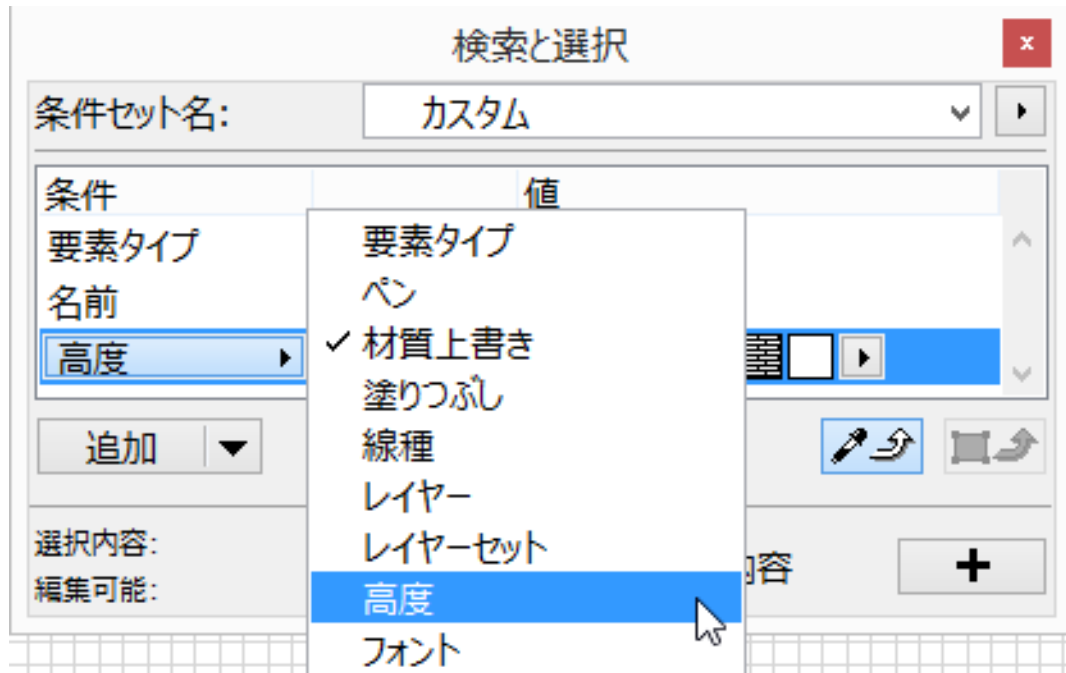 検索と選択
条件セット名: カスタム
条件 値
要素タイプ
名前
高度
要素タイプ
ペン
材質上書き
塗りつぶし
線種
レイヤー
レイヤーセット
高度
フォント
追加
選択内容:
編集可能:
容